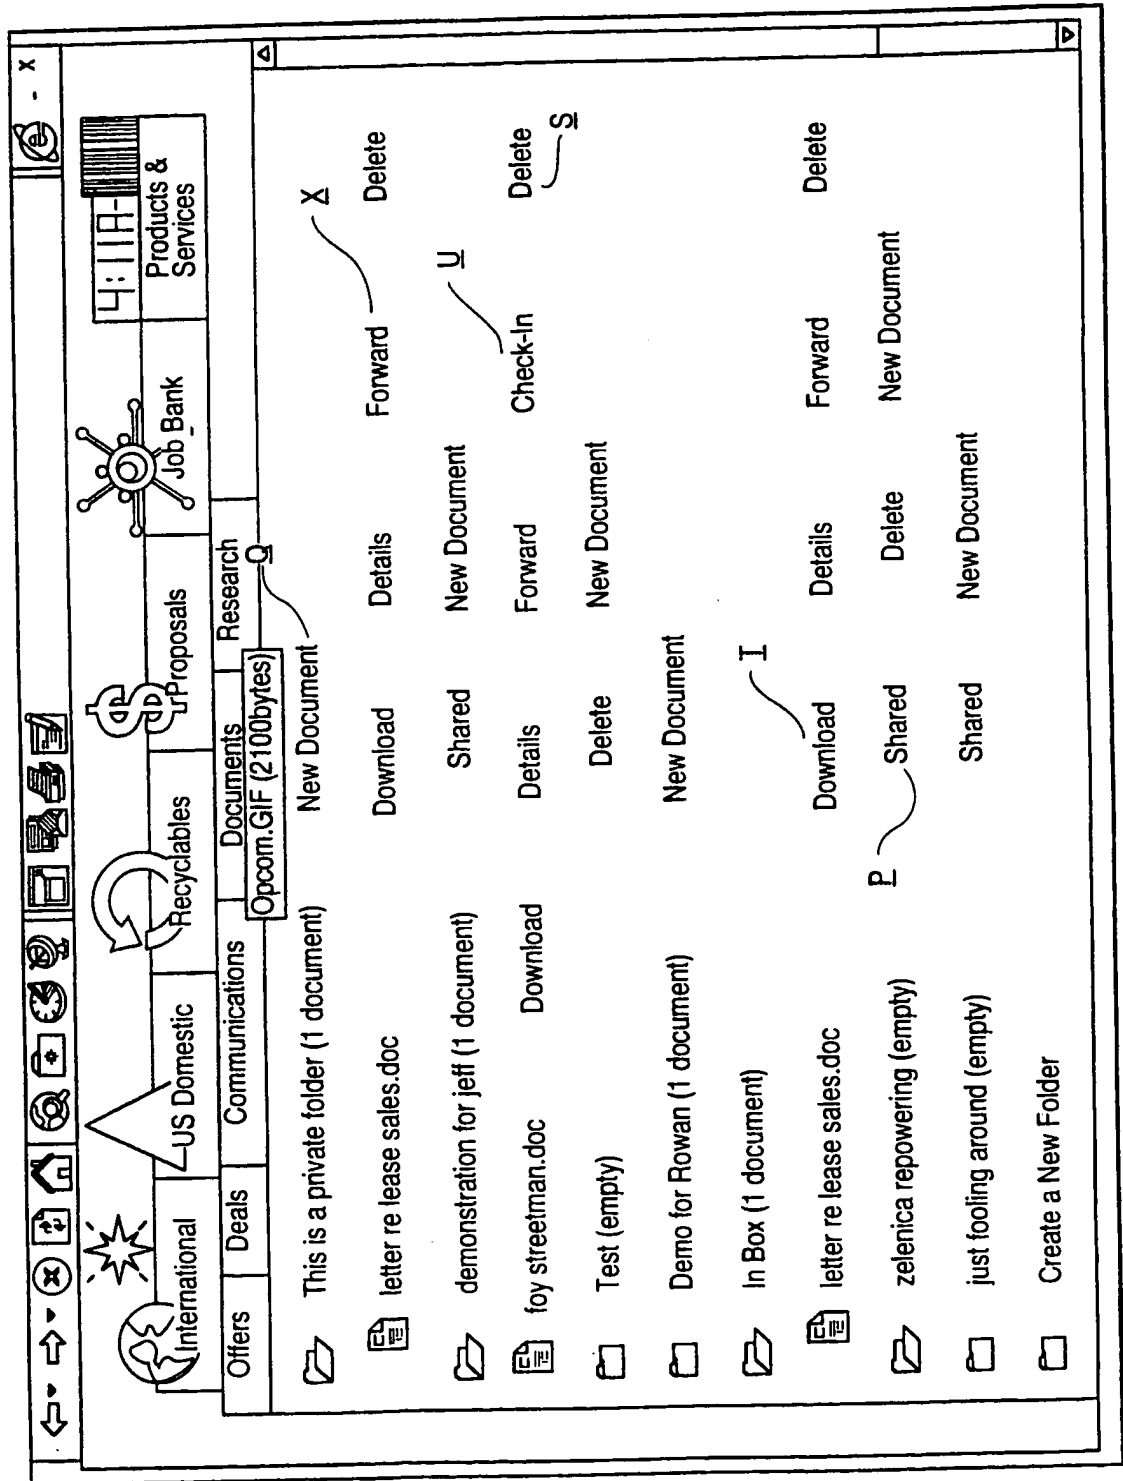 - X
4:11A-
International US Domestic Recyclables Proposals Job Bank Products & Services
Offers Deals Communications Documents Research
Opcom.GIF (2100bytes) Q
This is a private folder (1 document) New Document X
letter re lease sales.doc Download Details Forward Delete
demonstration for jeff (1 document) Shared New Document U
foy streetman.doc Download Details Forward Check-In Delete
S
Test (empty) Delete New Document
Demo for Rowan (1 document) New Document
In Box (1 document) I
letter re lease sales.doc Download Details Forward Delete
P
zelenica repowering (empty) Shared Delete New Document
just fooling around (empty) Shared New Document
Create a New Folder